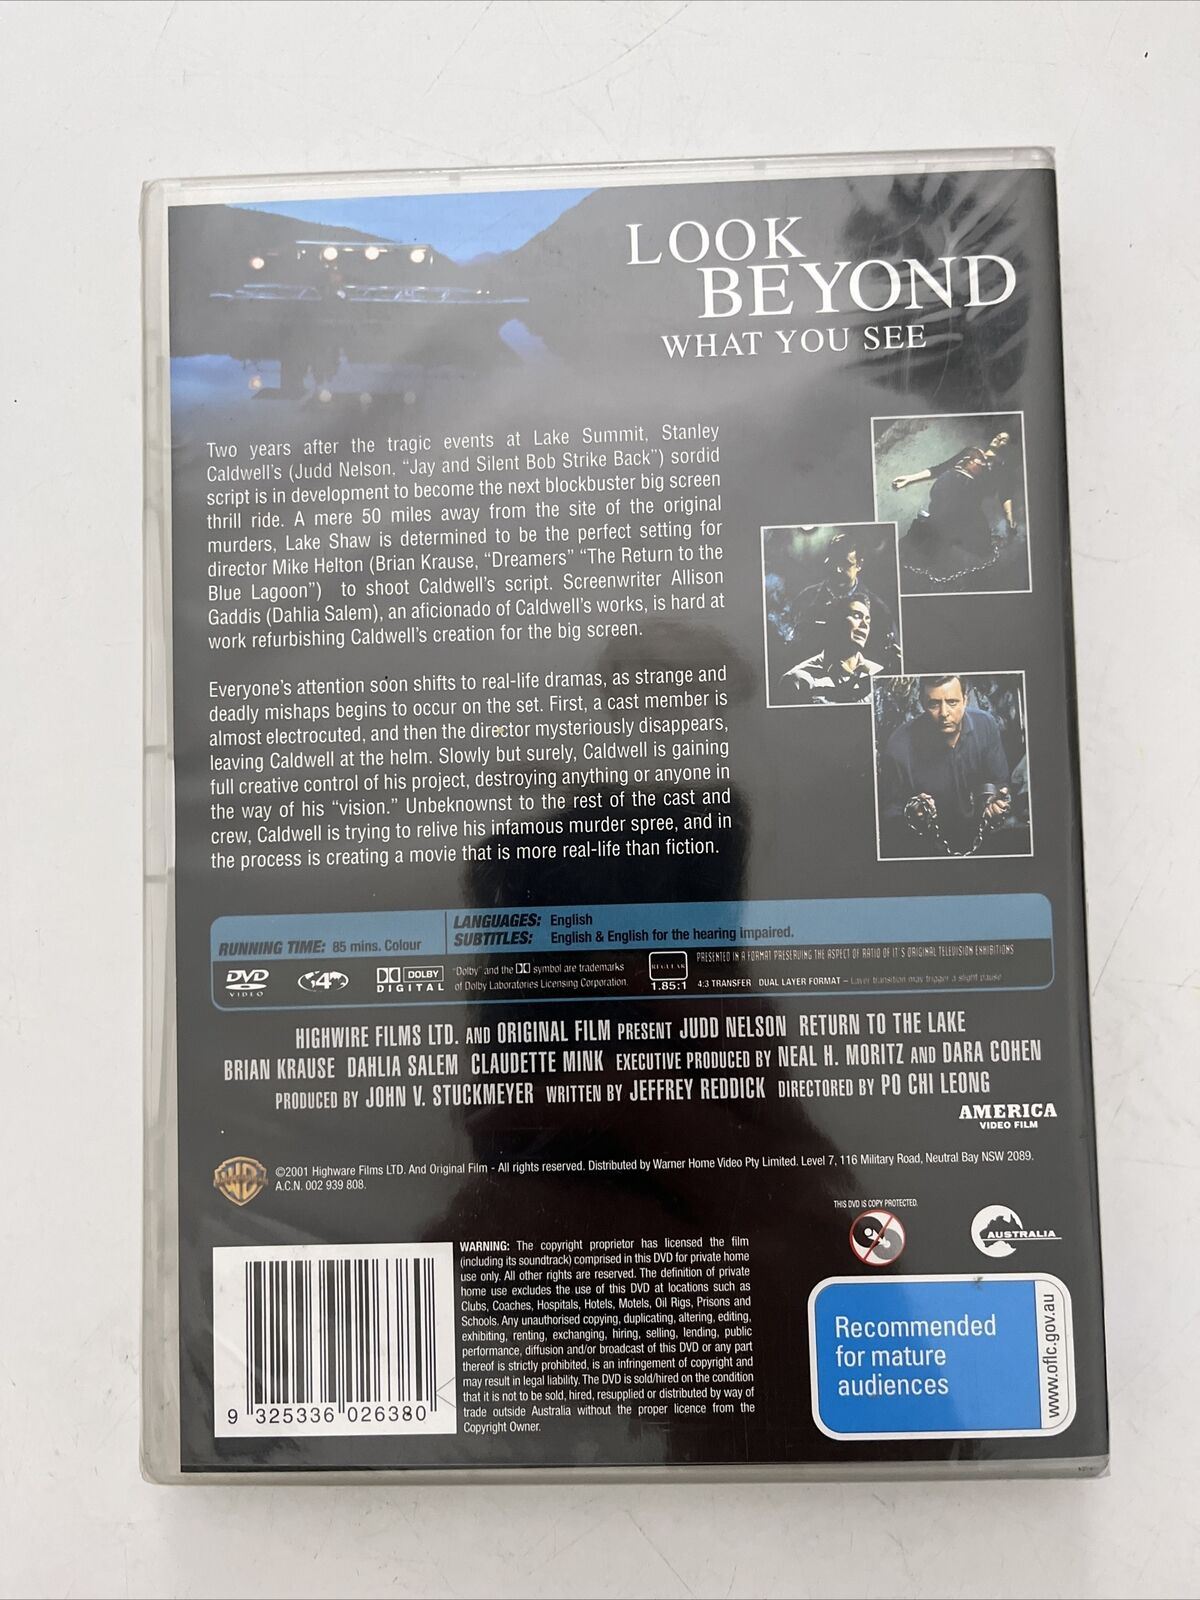 LOOK
BEYOND
WHAT YOU SEE
Two years after the tragic events at Lake Summit, Stanley
Caldwell's (Judd Nelson, "Jay and Silent Bob Strike Back") sordid
script is in development to become the next blockbuster big screen
thrill ride. A mere 50 miles away from the site of the original
murders, Lake Shaw is determined to be the perfect setting for
director Mike Helton (Brian Krause, "Dreamers" "The Return to the
Blue Lagoon") to shoot Caldwell's script. Screenwriter Allison
Gaddis (Dahlia Salem), an aficionado of Caldwell's works, is hard at
work refurbishing Caldwell's creation for the big screen.
Everyone's attention soon shifts to real-life dramas, as strange and
deadly mishaps begins to occur on the set. First, a cast member is
almost electrocuted, and then the director mysteriously disappears,
leaving Caldwell at the helm. Slowly but surely, Caldwell is gaining
full creative control of his project, destroying anything or anyone in
the way of his "vision." Unbeknownst to the rest of the cast and
crew, Caldwell is trying to relive his infamous murder spree, and in
the process is creating a movie that is more real-life than fiction.
RUNNING TIME: 85 mins. Colour
LANGUAGES: English
SUBTITLES: English & English for the hearing impaired.
DVD
VIDEO
4
DOLBY
DIGITAL
"Dolby" and the DD symbol are trademarks
of Dolby Laboratories Licensing Corporation.
REGULAR
1.85:1
PRESENTED IN A FORMAT PRESERVING THE ASPECT OF RATIO OF IT'S ORIGINAL TELEVISION EXHIBITIONS
4:3 TRANSFER DUAL LAYER FORMAT – Layer transition may trigger a slight pause
HIGHWIRE FILMS LTD. AND ORIGINAL FILM PRESENT JUDD NELSON RETURN TO THE LAKE
BRIAN KRAUSE DAHLIA SALEM CLAUDETTE MINK EXECUTIVE PRODUCED BY NEAL H. MORITZ AND DARA COHEN
PRODUCED BY JOHN V. STUCKMEYER WRITTEN BY JEFFREY REDDICK DIRECTORED BY PO CHI LEONG
AMERICA
VIDEO FILM
WB
©2001 Highware Films LTD. And Original Film - All rights reserved. Distributed by Warner Home Video Pty Limited. Level 7, 116 Military Road, Neutral Bay NSW 2089.
A.C.N. 002 939 808.
THIS DVD IS COPY PROTECTED.
AUSTRALIA
9 325336 026380
WARNING: The copyright proprietor has licensed the film
(including its soundtrack) comprised in this DVD for private home
use only. All other rights are reserved. The definition of private
home use excludes the use of this DVD at locations such as
Clubs, Coaches, Hospitals, Hotels, Motels, Oil Rigs, Prisons and
Schools. Any unauthorised copying, duplicating, altering, editing,
exhibiting, renting, exchanging, hiring, selling, lending, public
performance, diffusion and/or broadcast of this DVD or any part
thereof is strictly prohibited, is an infringement of copyright and
may result in legal liability. The DVD is sold/hired on the condition
that it is not to be sold, hired, resupplied or distributed by way of
trade outside Australia without the proper licence from the
Copyright Owner.
Recommended
for mature
audiences
www.oflc.gov.au